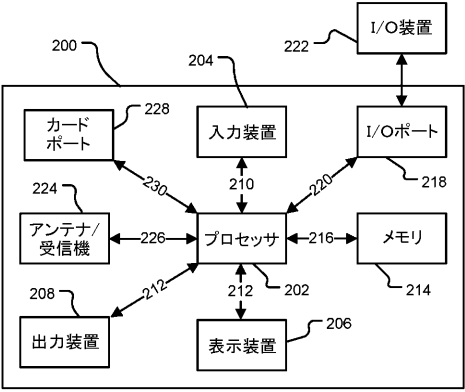 I/O装置
222
200
204
228
カード
ポート
入力装置
I/Oポート
218
230
210
220
224
アンテナ/
受信機
226
プロセッサ
216
メモリ
202
214
208
212
212
出力装置
表示装置
206